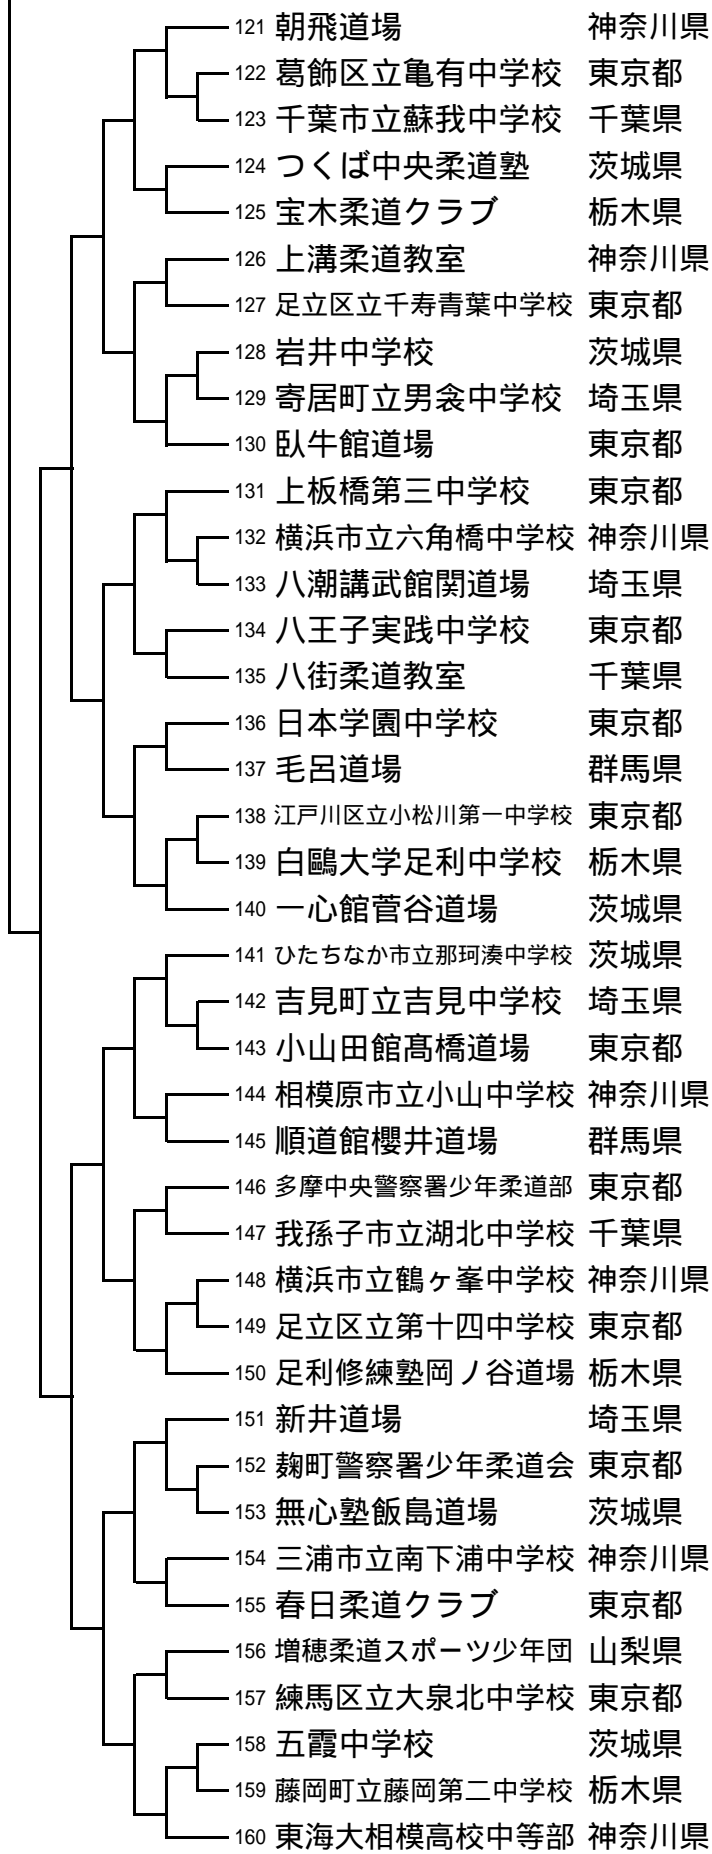 121 朝飛道場 神奈川県
122 葛飾区立亀有中学校 東京都
123 千葉市立蘇我中学校 千葉県
124 つくば中央柔道塾 茨城県
125 宝木柔道クラブ 栃木県
126 上溝柔道教室 神奈川県
127 足立区立千寿青葉中学校 東京都
128 岩井中学校 茨城県
129 寄居町立男衾中学校 埼玉県
130 臥牛館道場 東京都
131 上板橋第三中学校 東京都
132 横浜市立六角橋中学校 神奈川県
133 八潮講武館関道場 埼玉県
134 八王子実践中学校 東京都
135 八街柔道教室 千葉県
136 日本学園中学校 東京都
137 毛呂道場 群馬県
138 江戸川区立小松川第一中学校 東京都
139 白鷗大学足利中学校 栃木県
140 一心館菅谷道場 茨城県
141 ひたちなか市立那珂湊中学校 茨城県
142 吉見町立吉見中学校 埼玉県
143 小山田館髙橋道場 東京都
144 相模原市立小山中学校 神奈川県
145 順道館櫻井道場 群馬県
146 多摩中央警察署少年柔道部 東京都
147 我孫子市立湖北中学校 千葉県
148 横浜市立鶴ヶ峯中学校 神奈川県
149 足立区立第十四中学校 東京都
150 足利修練塾岡ノ谷道場 栃木県
151 新井道場 埼玉県
152 麹町警察署少年柔道会 東京都
153 無心塾飯島道場 茨城県
154 三浦市立南下浦中学校 神奈川県
155 春日柔道クラブ 東京都
156 増穂柔道スポーツ少年団 山梨県
157 練馬区立大泉北中学校 東京都
158 五霞中学校 茨城県
159 藤岡町立藤岡第二中学校 栃木県
160 東海大相模高校中等部 神奈川県